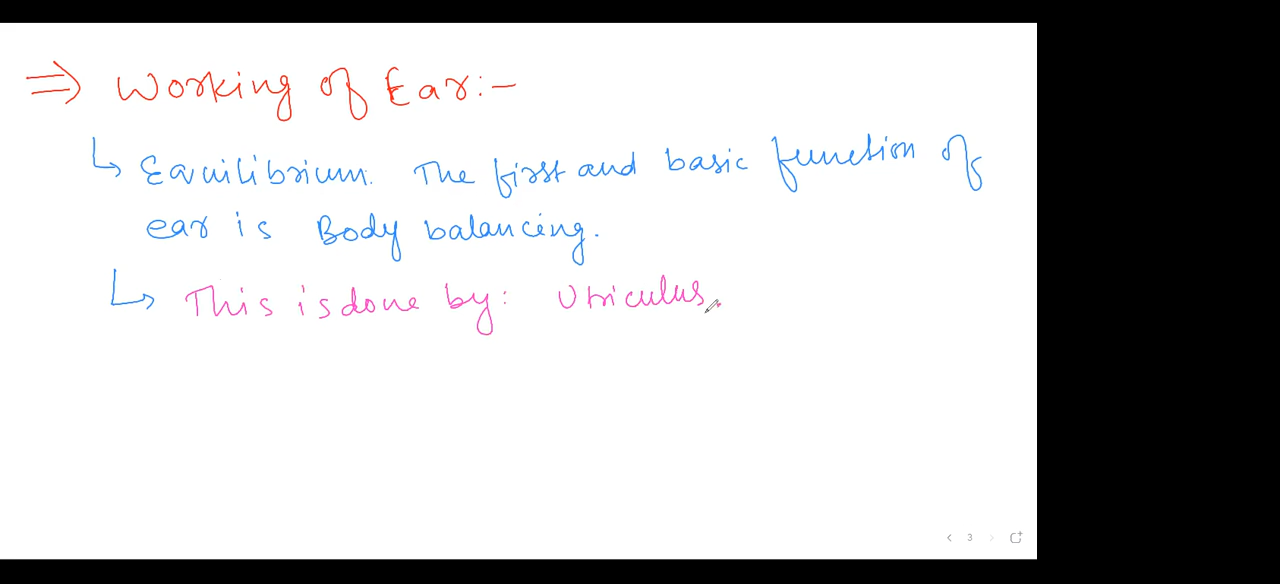 ⇒ Working of Ear:-
↳ Equilibrium. The first and basic function of
ear is Body balancing.
↳ This is done by: Utriculus,
3